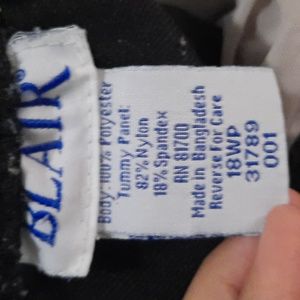 BLAIR
Body: 100% Polyester
Tummy Panel:
82% Nylon
18% Spandex
RN 81700
Made in Bangladesh
Reverse For Care
18WP
31789
001